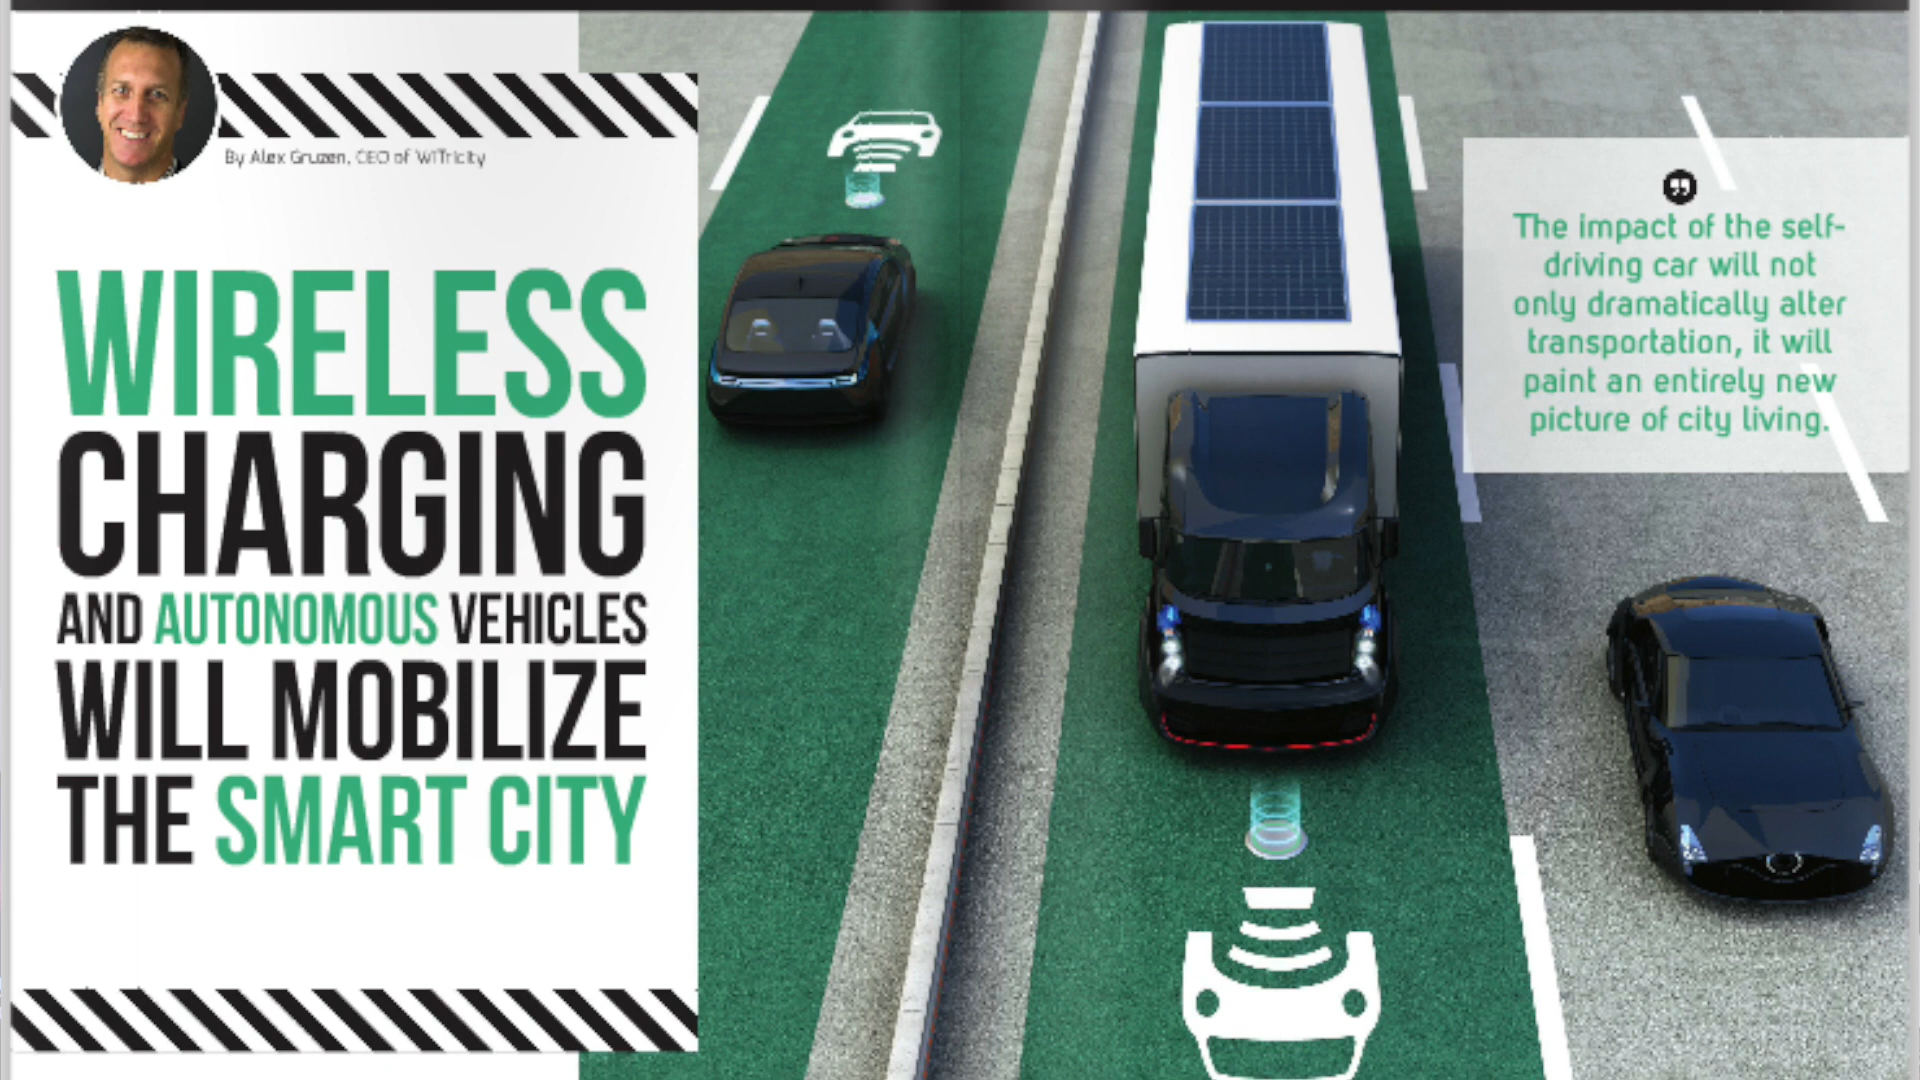 By Alex Gruzen, CEO of WiTricity
WIRELESS
CHARGING
AND AUTONOMOUS VEHICLES
WILL MOBILIZE
THE SMART CITY
The impact of the self-
driving car will not
only dramatically alter
transportation, it will
paint an entirely new
picture of city living.